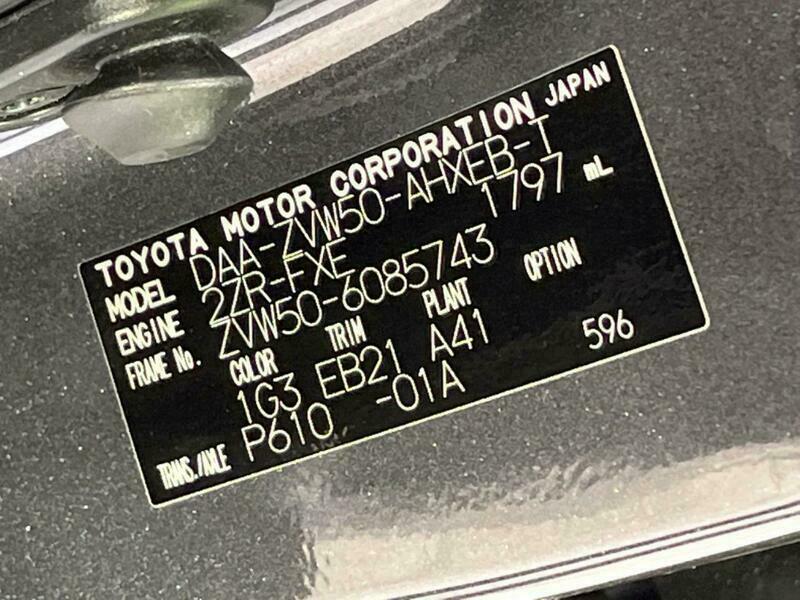 TOYOTA MOTOR CORPORATION JAPAN
MODEL DAA-ZVW50-AHXEB-T
ENGINE 2ZR-FXE 1797 mL
FRAME No. ZVW50-6085743
COLOR TRIM PLANT OPTION
1G3 EB21 A41
TRANS./AXLE P610 -01A 596